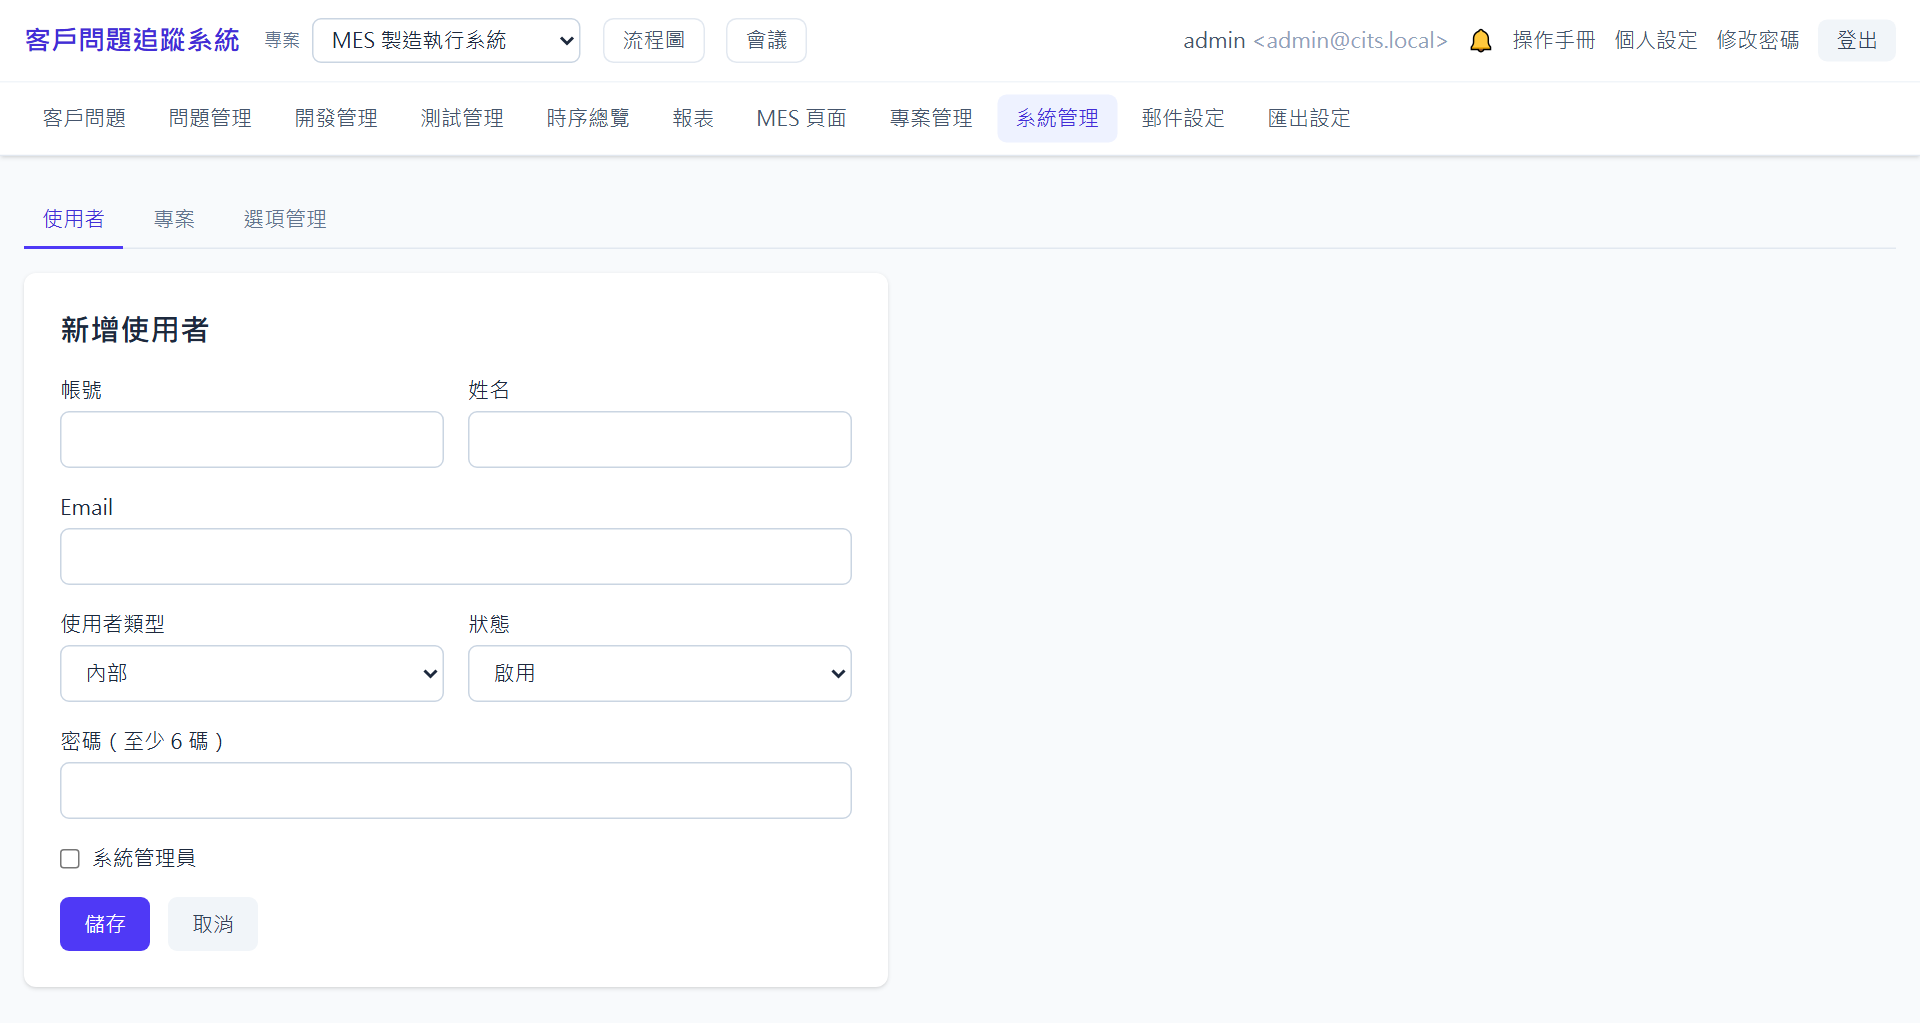 客戶問題追蹤系統 專案 MES 製造執行系統 流程圖 會議 admin <admin@cits.local> 操作手冊 個人設定 修改密碼 登出
客戶問題 問題管理 開發管理 測試管理 時序總覽 報表 MES 頁面 專案管理 系統管理 郵件設定 匯出設定
使用者 專案 選項管理
新增使用者
帳號 姓名
Email
使用者類型 狀態
內部 啟用
密碼（至少 6 碼）
系統管理員
儲存 取消